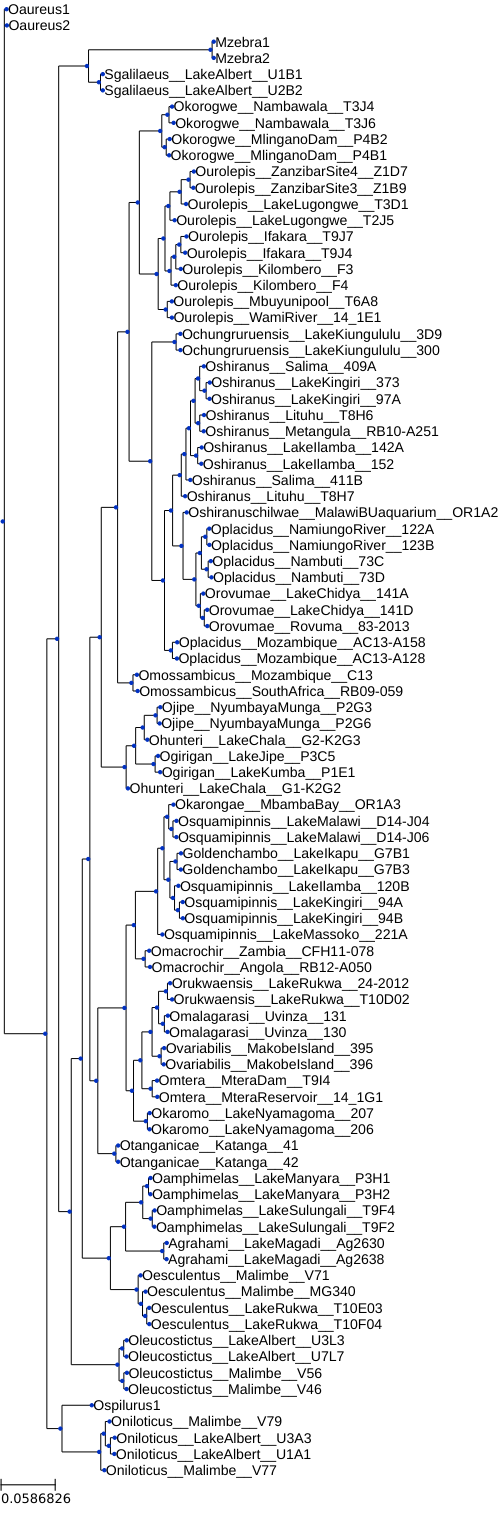 Oaureus1
Oaureus2
Mzebra1
Mzebra2
Sgalilaeus__LakeAlbert__U1B1
Sgalilaeus__LakeAlbert__U2B2
Okorogwe__Nambawala__T3J4
Okorogwe__Nambawala__T3J6
Okorogwe__MlinganoDam__P4B2
Okorogwe__MlinganoDam__P4B1
Ourolepis__ZanzibarSite4__Z1D7
Ourolepis__ZanzibarSite3__Z1B9
Ourolepis__LakeLugongwe__T3D1
Ourolepis__LakeLugongwe__T2J5
Ourolepis__Ifakara__T9J7
Ourolepis__Ifakara__T9J4
Ourolepis__Kilombero__F3
Ourolepis__Kilombero__F4
Ourolepis__Mbuyunipool__T6A8
Ourolepis__WamiRiver__14_1E1
Ochungruruensis__LakeKiungululu__3D9
Ochungruruensis__LakeKiungululu__300
Oshiranus__Salima__409A
Oshiranus__LakeKingiri__373
Oshiranus__LakeKingiri__97A
Oshiranus__Lituhu__T8H6
Oshiranus__Metangula__RB10-A251
Oshiranus__LakeIlamba__142A
Oshiranus__LakeIlamba__152
Oshiranus__Salima__411B
Oshiranus__Lituhu__T8H7
Oshiranuschilwae__MalawiBUaquarium__OR1A2
Oplacidus__NamiungoRiver__122A
Oplacidus__NamiungoRiver__123B
Oplacidus__Nambuti__73C
Oplacidus__Nambuti__73D
Orovumae__LakeChidya__141A
Orovumae__LakeChidya__141D
Orovumae__Rovuma__83-2013
Oplacidus__Mozambique__AC13-A158
Oplacidus__Mozambique__AC13-A128
Omossambicus__Mozambique__C13
Omossambicus__SouthAfrica__RB09-059
Ojipe__NyumbayaMunga__P2G3
Ojipe__NyumbayaMunga__P2G6
Ohunteri__LakeChala__G2-K2G3
Ogirigan__LakeJipe__P3C5
Ogirigan__LakeKumba__P1E1
Ohunteri__LakeChala__G1-K2G2
Okarongae__MbambaBay__OR1A3
Osquamipinnis__LakeMalawi__D14-J04
Osquamipinnis__LakeMalawi__D14-J06
Goldenchambo__LakeIkapu__G7B1
Goldenchambo__LakeIkapu__G7B3
Osquamipinnis__LakeIlamba__120B
Osquamipinnis__LakeKingiri__94A
Osquamipinnis__LakeKingiri__94B
Osquamipinnis__LakeMassoko__221A
Omacrochir__Zambia__CFH11-078
Omacrochir__Angola__RB12-A050
Orukwaensis__LakeRukwa__24-2012
Orukwaensis__LakeRukwa__T10D02
Omalagarasi__Uvinza__131
Omalagarasi__Uvinza__130
Ovariabilis__MakobeIsland__395
Ovariabilis__MakobeIsland__396
Omtera__MteraDam__T9I4
Omtera__MteraReservoir__14_1G1
Okaromo__LakeNyamagoma__207
Okaromo__LakeNyamagoma__206
Otanganicae__Katanga__41
Otanganicae__Katanga__42
Oamphimelas__LakeManyara__P3H1
Oamphimelas__LakeManyara__P3H2
Oamphimelas__LakeSulungali__T9F4
Oamphimelas__LakeSulungali__T9F2
Agrahami__LakeMagadi__Ag2630
Agrahami__LakeMagadi__Ag2638
Oesculentus__Malimbe__V71
Oesculentus__Malimbe__MG340
Oesculentus__LakeRukwa__T10E03
Oesculentus__LakeRukwa__T10F04
Oleucostictus__LakeAlbert__U3L3
Oleucostictus__LakeAlbert__U7L7
Oleucostictus__Malimbe__V56
Oleucostictus__Malimbe__V46
Ospilurus1
Oniloticus__Malimbe__V79
Oniloticus__LakeAlbert__U3A3
Oniloticus__LakeAlbert__U1A1
Oniloticus__Malimbe__V77
0.0586826